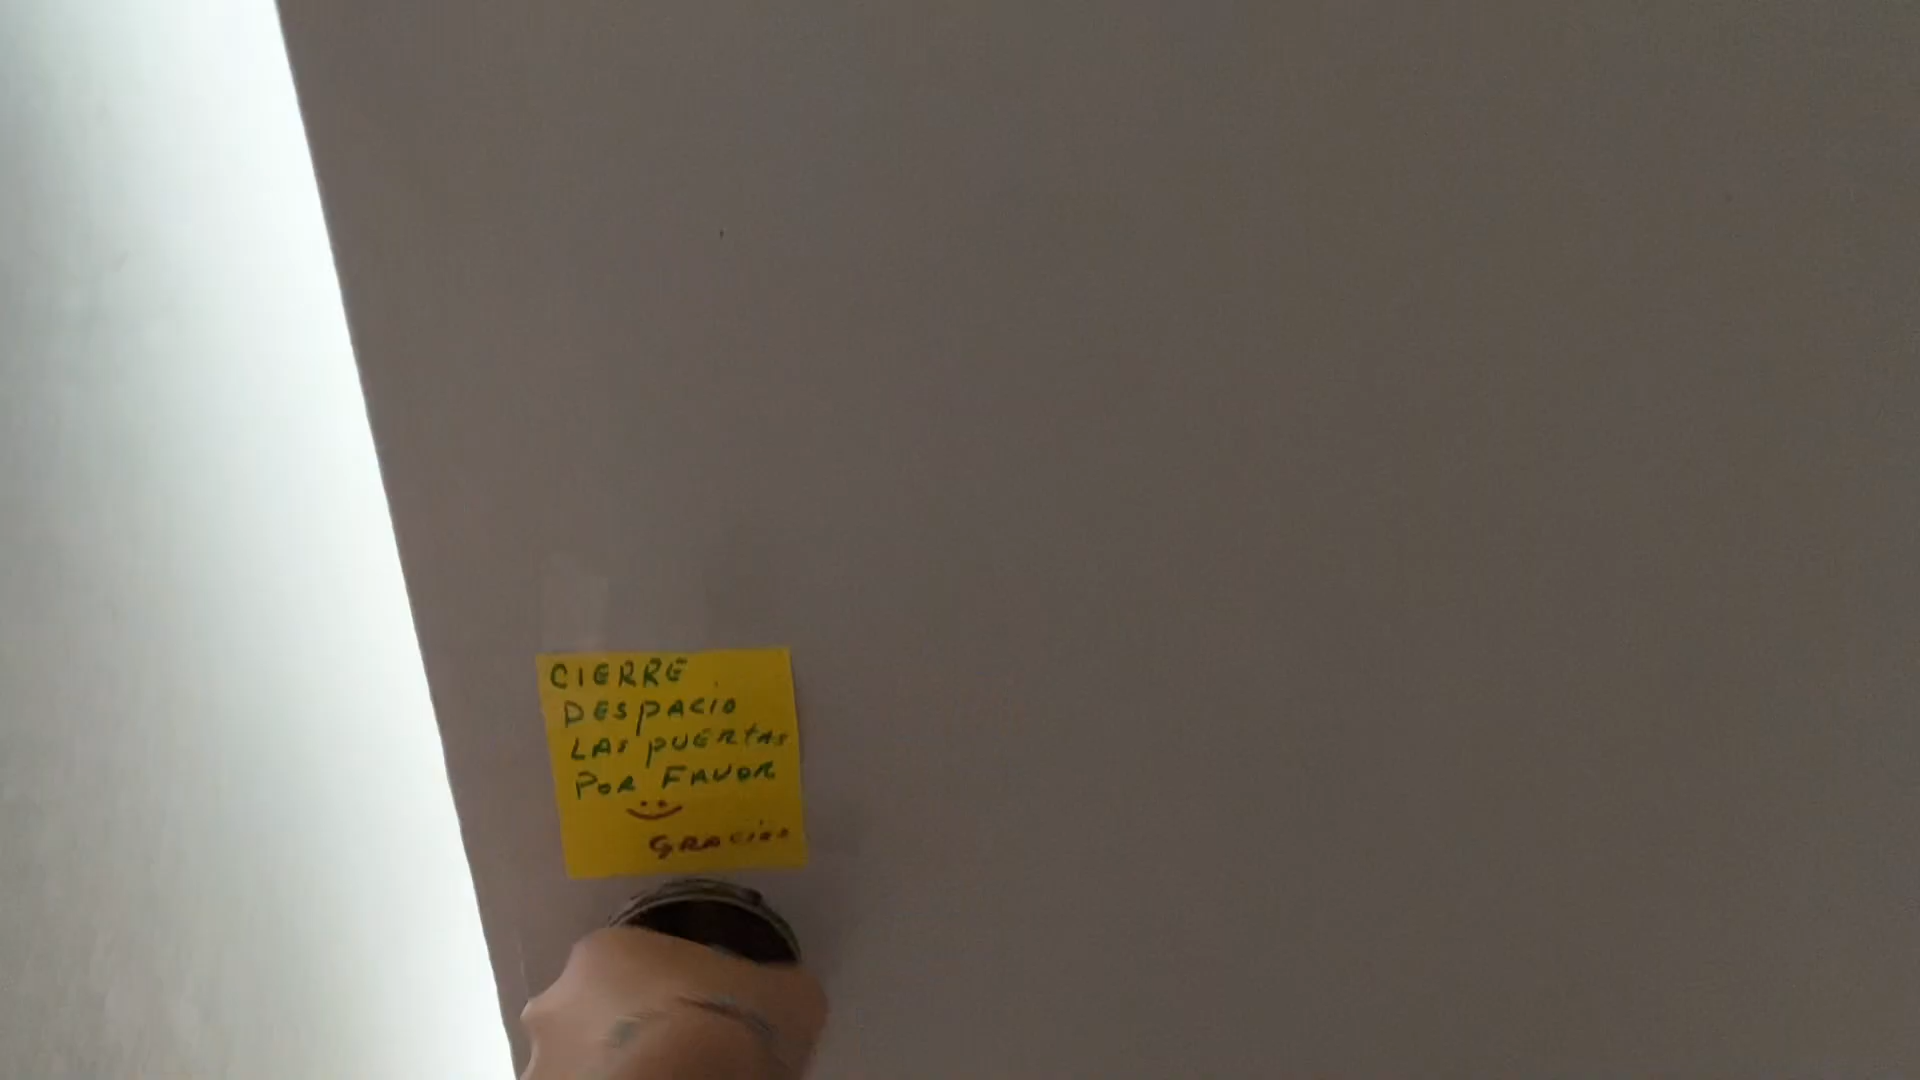 CIERRE
DESPACIO
LAS PUERTAS
POR FAVOR
GRACIAS